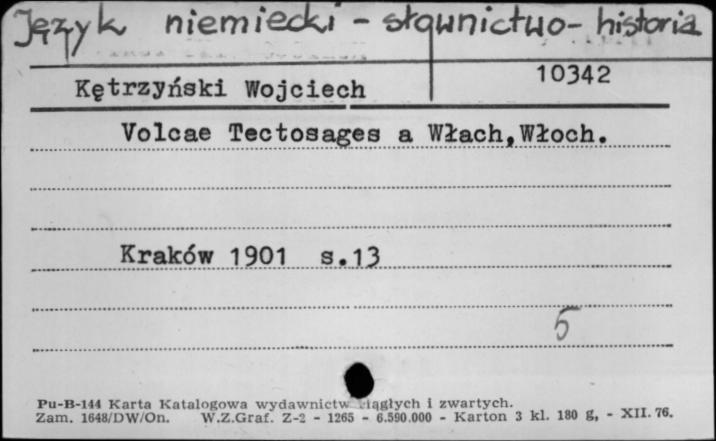 Język niemiecki - słownictwo - historia
Kętrzyński Wojciech
10342
Volcae Tectosages a Włach,Włoch.
Kraków 1901 s.13
5
Pu-B-144 Karta Katalogowa wydawnictw ciągłych i zwartych.
Zam. 1648/DW/On. W.Z.Graf. Z-2 - 1265 - 6.590.000 - Karton 3 kl. 180 g, - XII. 76.